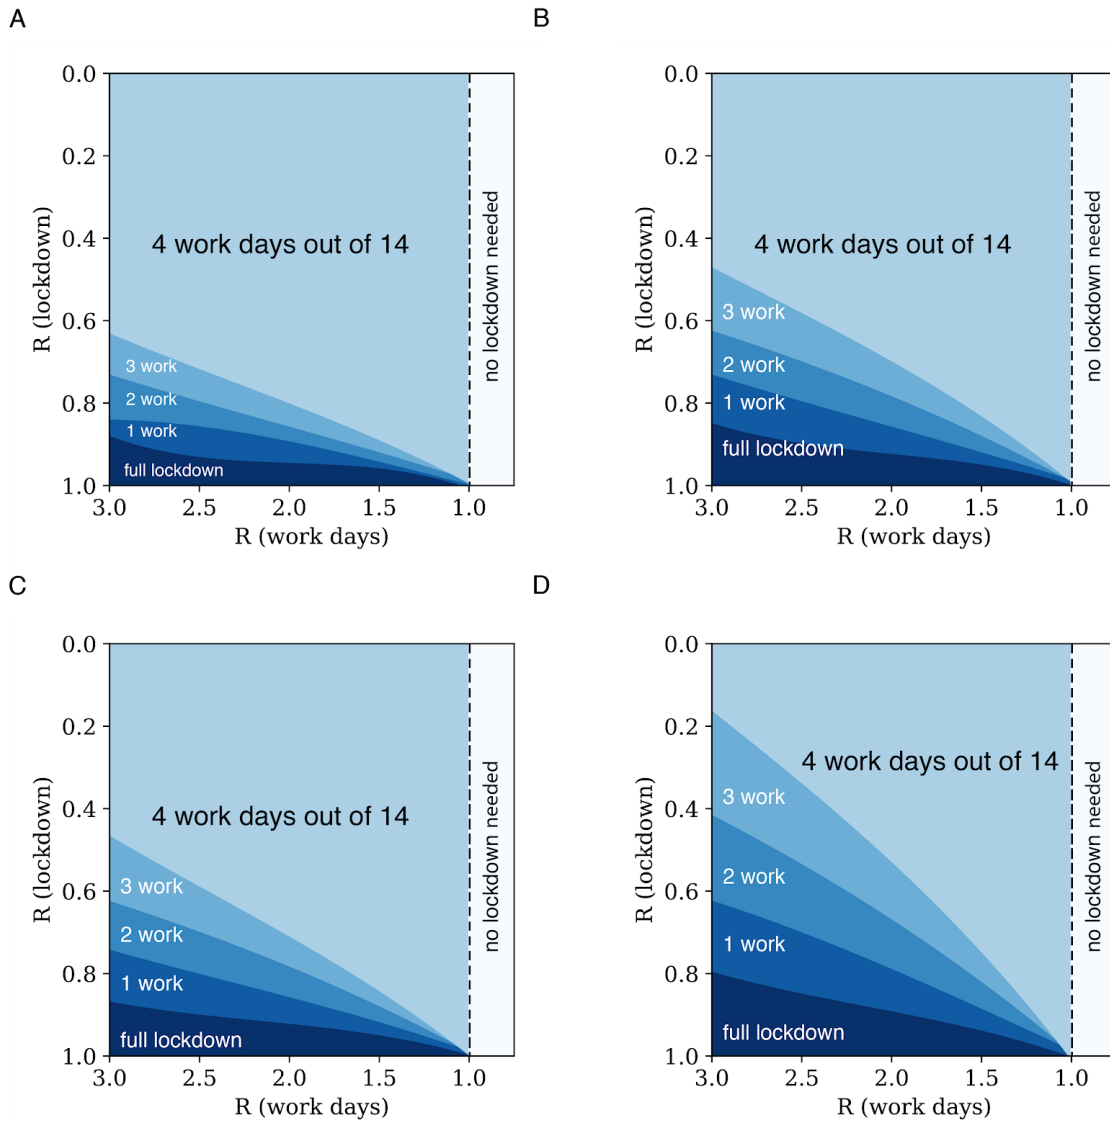 A
0.0
0.2
0.4
0.6
0.8
1.0
R (lockdown)
4 work days out of 14
3 work
2 work
1 work
full lockdown
no lockdown needed
3.0 2.5 2.0 1.5 1.0
R (work days)
B
0.0
0.2
0.4
0.6
0.8
1.0
R (lockdown)
4 work days out of 14
3 work
2 work
1 work
full lockdown
no lockdown needed
3.0 2.5 2.0 1.5 1.0
R (work days)
C
0.0
0.2
0.4
0.6
0.8
1.0
R (lockdown)
4 work days out of 14
3 work
2 work
1 work
full lockdown
no lockdown needed
3.0 2.5 2.0 1.5 1.0
R (work days)
D
0.0
0.2
0.4
0.6
0.8
1.0
R (lockdown)
4 work days out of 14
3 work
2 work
1 work
full lockdown
no lockdown needed
3.0 2.5 2.0 1.5 1.0
R (work days)